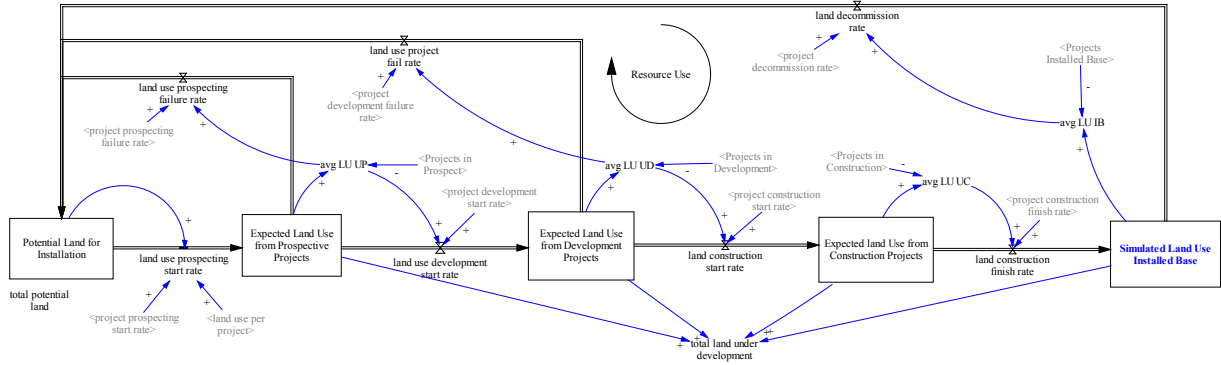 land decommission
rate
+
<project
decommission rate>
+
<Projects
Installed Base>
-
land use project
fail rate
+
<project
development failure
rate>
Resource Use
land use prospecting
failure rate
+
<project prospecting
failure rate>
+
avg LU UP
+
<Projects in
Prospect>
-
<project development
start rate>
+
+
+
avg LU UD
+
<Projects in
Development>
-
<project construction
start rate>
+
+
<Projects in
Construction>
-
+
avg LU UC
<project construction
finish rate>
+
+
avg LU IB
+
Potential Land for
Installation
+
land use prospecting
start rate
+
+
<project prospecting
start rate>
<land use per
project>
total potential
land
Expected Land Use
from Prospective
Projects
land use development
start rate
Expected Land Use
from Development
Projects
land construction
start rate
Expected land Use from
Construction Projects
land construction
finish rate
Simulated Land Use
Installed Base
+
+
+
+
total land under
development